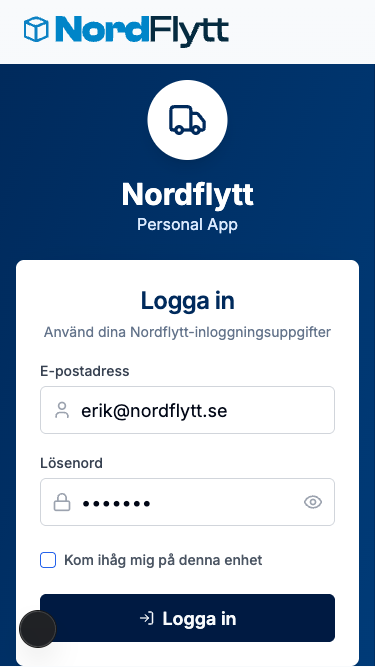 NordFlytt
Nordflytt
Personal App
Logga in
Använd dina Nordflytt-inloggningsuppgifter
E-postadress
erik@nordflytt.se
Lösenord
•••••••
Kom ihåg mig på denna enhet
Logga in